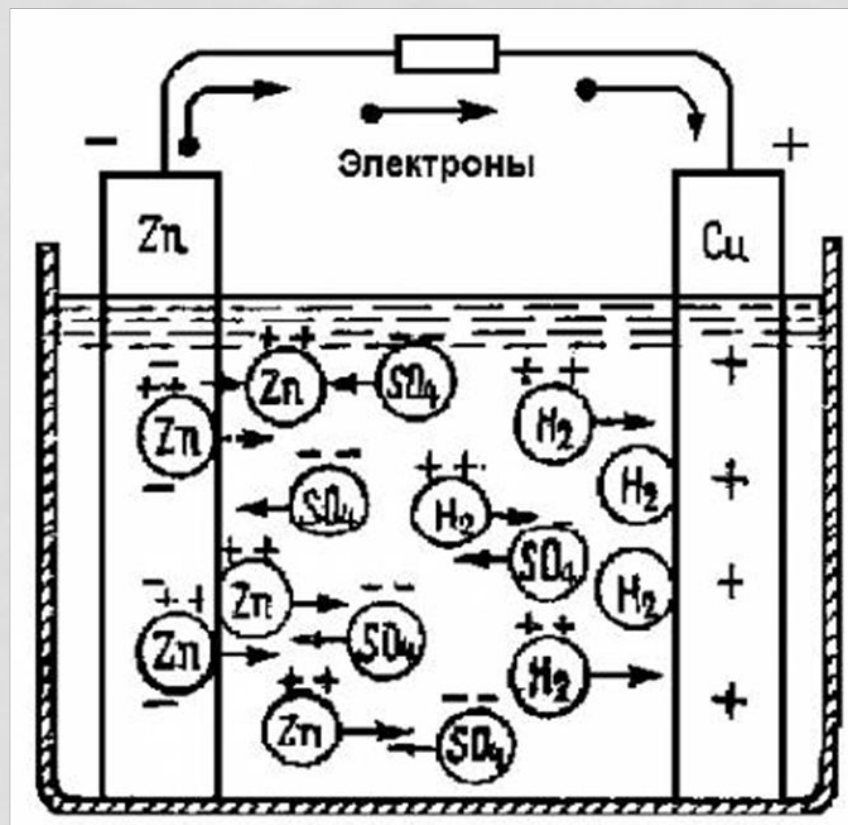 Электроны
− +
Zn Cu
++ −− +
Zn SO₄ ++
− ++ H₂
Zn H₂ +
−
−− ++
SO₄ H₂ SO₄
++ −− H₂ +
Zn SO₄
− ++ ++
Zn H₂
− ++ −− +
Zn SO₄